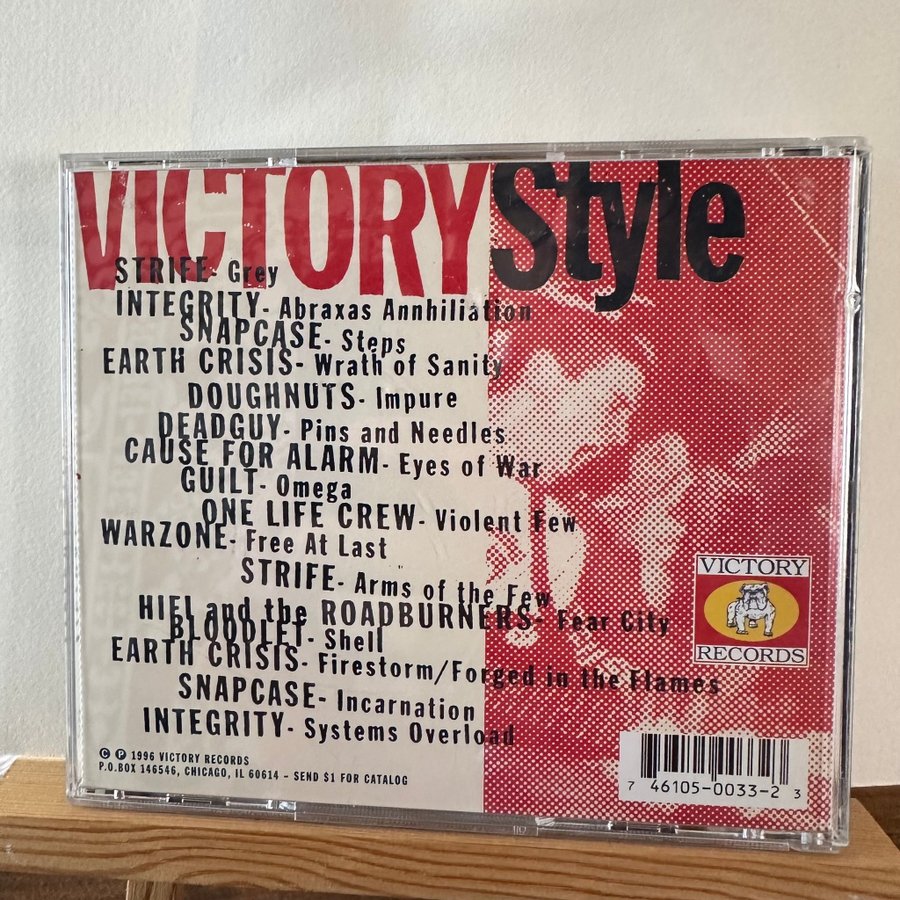 VICTORY Style
STRIFE- Grey
INTEGRITY- Abraxas Annhiliation
SNAPCASE- Steps
EARTH CRISIS- Wrath of Sanity
DOUGHNUTS- Impure
DEADGUY- Pins and Needles
CAUSE FOR ALARM- Eyes of War
GUILT- Omega
ONE LIFE CREW- Violent Few
WARZONE- Free At Last
STRIFE- Arms of the Few
HIFI and the ROADBURNERS- Fear City
BLOODLET- Shell
EARTH CRISIS- Firestorm/Forged in the Flames
SNAPCASE- Incarnation
INTEGRITY- Systems Overload
VICTORY
RECORDS
© ℗ 1996 VICTORY RECORDS
P.O.BOX 146546, CHICAGO, IL 60614 – SEND $1 FOR CATALOG
7 46105-0033-2 3